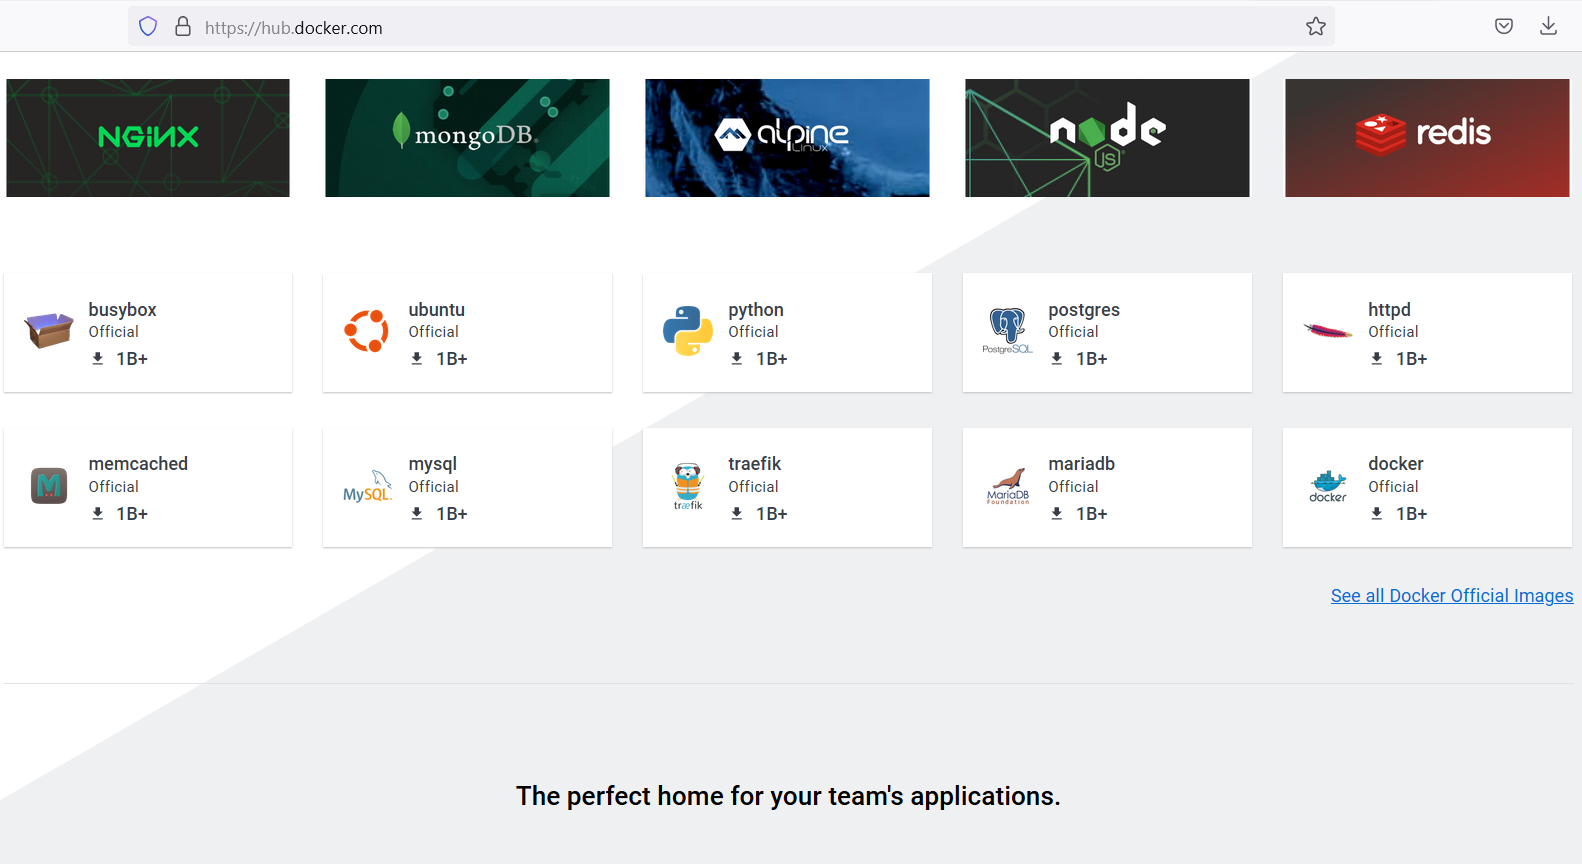 https://hub.docker.com
NGiNX
mongoDB®
alpine
Linux
node
JS
redis
busybox
Official
1B+
ubuntu
Official
1B+
python
Official
1B+
PostgreSQL
postgres
Official
1B+
httpd
Official
1B+
M
memcached
Official
1B+
MySQL
mysql
Official
1B+
træfik
traefik
Official
1B+
MariaDB
Foundation
mariadb
Official
1B+
docker
docker
Official
1B+
See all Docker Official Images
The perfect home for your team's applications.